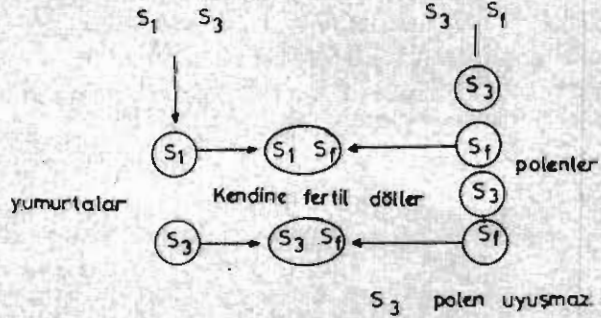 S1 S3 S3 Sf
S3
S1 S1 Sf Sf polenler
yumurtalar Kendine fertil döller S3
S3 S3 Sf Sf
S3 polen uyuşmaz.